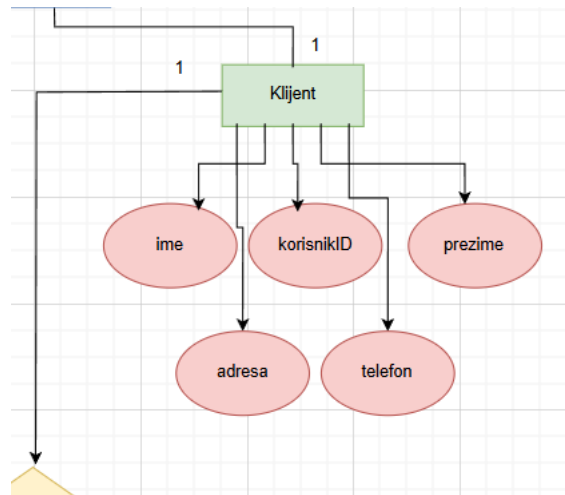 1
1
Klijent
ime
korisnikID
prezime
adresa
telefon